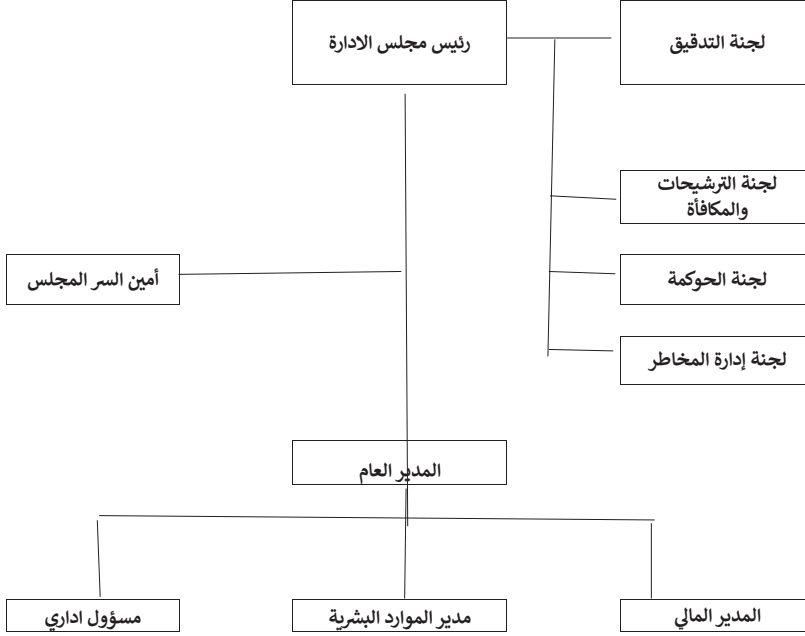 رئيس مجلس الادارة
لجنة التدقيق
لجنة الترشيحات
والمكافأة
أمين السر المجلس
لجنة الحوكمة
لجنة إدارة المخاطر
المدير العام
المدير المالي
مدير الموارد البشرية
مسؤول اداري